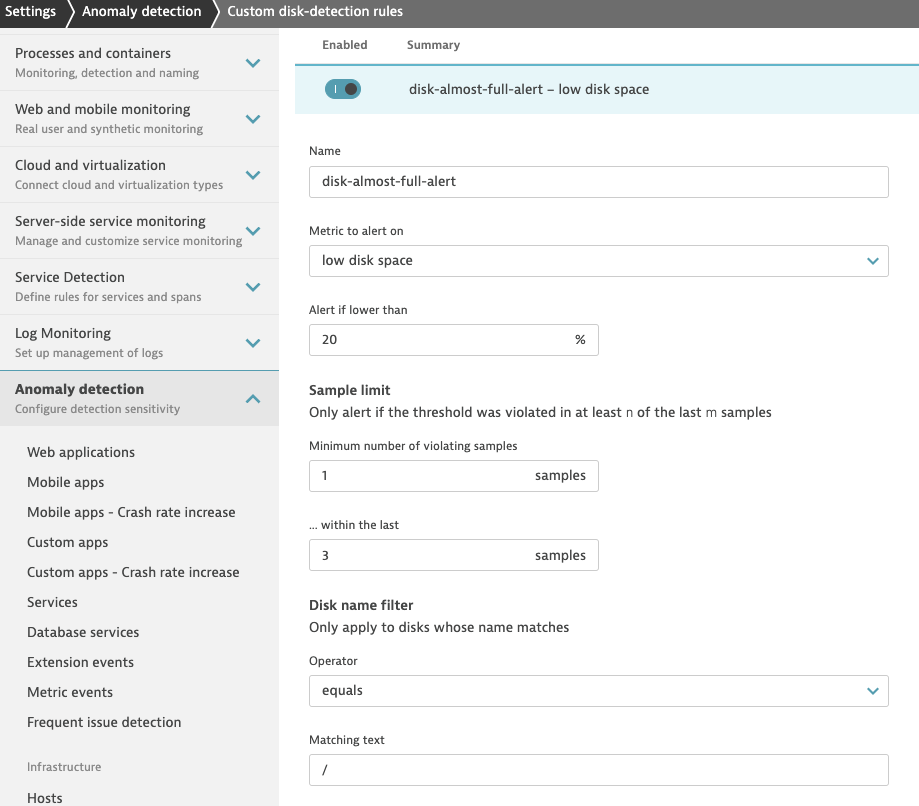 Settings
Anomaly detection
Custom disk-detection rules
Processes and containers
Monitoring, detection and naming
Web and mobile monitoring
Real user and synthetic monitoring
Cloud and virtualization
Connect cloud and virtualization types
Server-side service monitoring
Manage and customize service monitoring
Service Detection
Define rules for services and spans
Log Monitoring
Set up management of logs
Anomaly detection
Configure detection sensitivity
Web applications
Mobile apps
Mobile apps - Crash rate increase
Custom apps
Custom apps - Crash rate increase
Services
Database services
Extension events
Metric events
Frequent issue detection
Infrastructure
Hosts
Enabled Summary
disk-almost-full-alert – low disk space
Name
disk-almost-full-alert
Metric to alert on
low disk space
Alert if lower than
20 %
Sample limit
Only alert if the threshold was violated in at least n of the last m samples
Minimum number of violating samples
1 samples
... within the last
3 samples
Disk name filter
Only apply to disks whose name matches
Operator
equals
Matching text
/